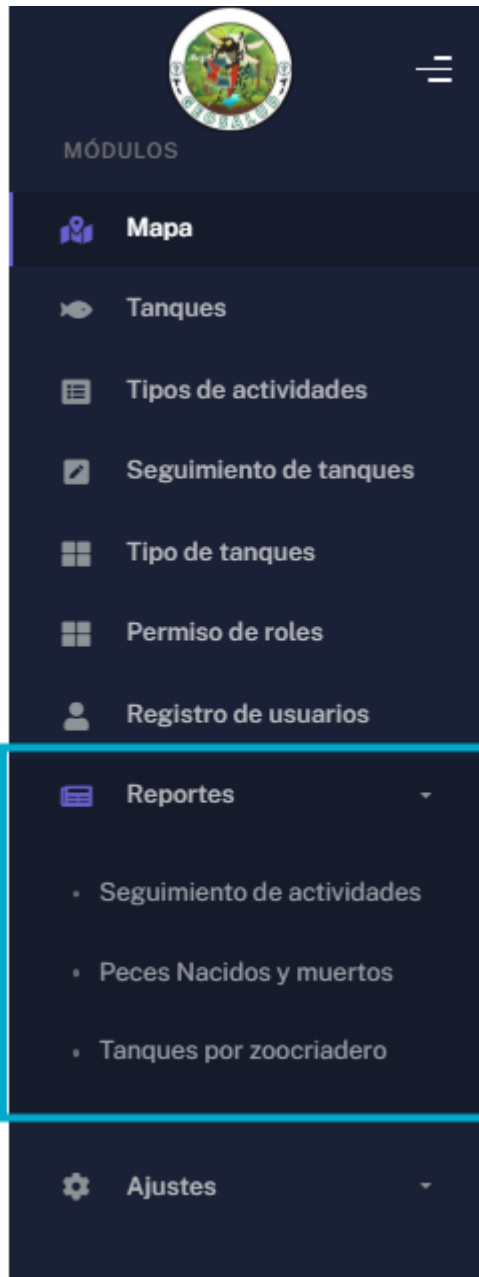 GEOSALUD
MÓDULOS
Mapa
Tanques
Tipos de actividades
Seguimiento de tanques
Tipo de tanques
Permiso de roles
Registro de usuarios
Reportes
Seguimiento de actividades
Peces Nacidos y muertos
Tanques por zoocriadero
Ajustes